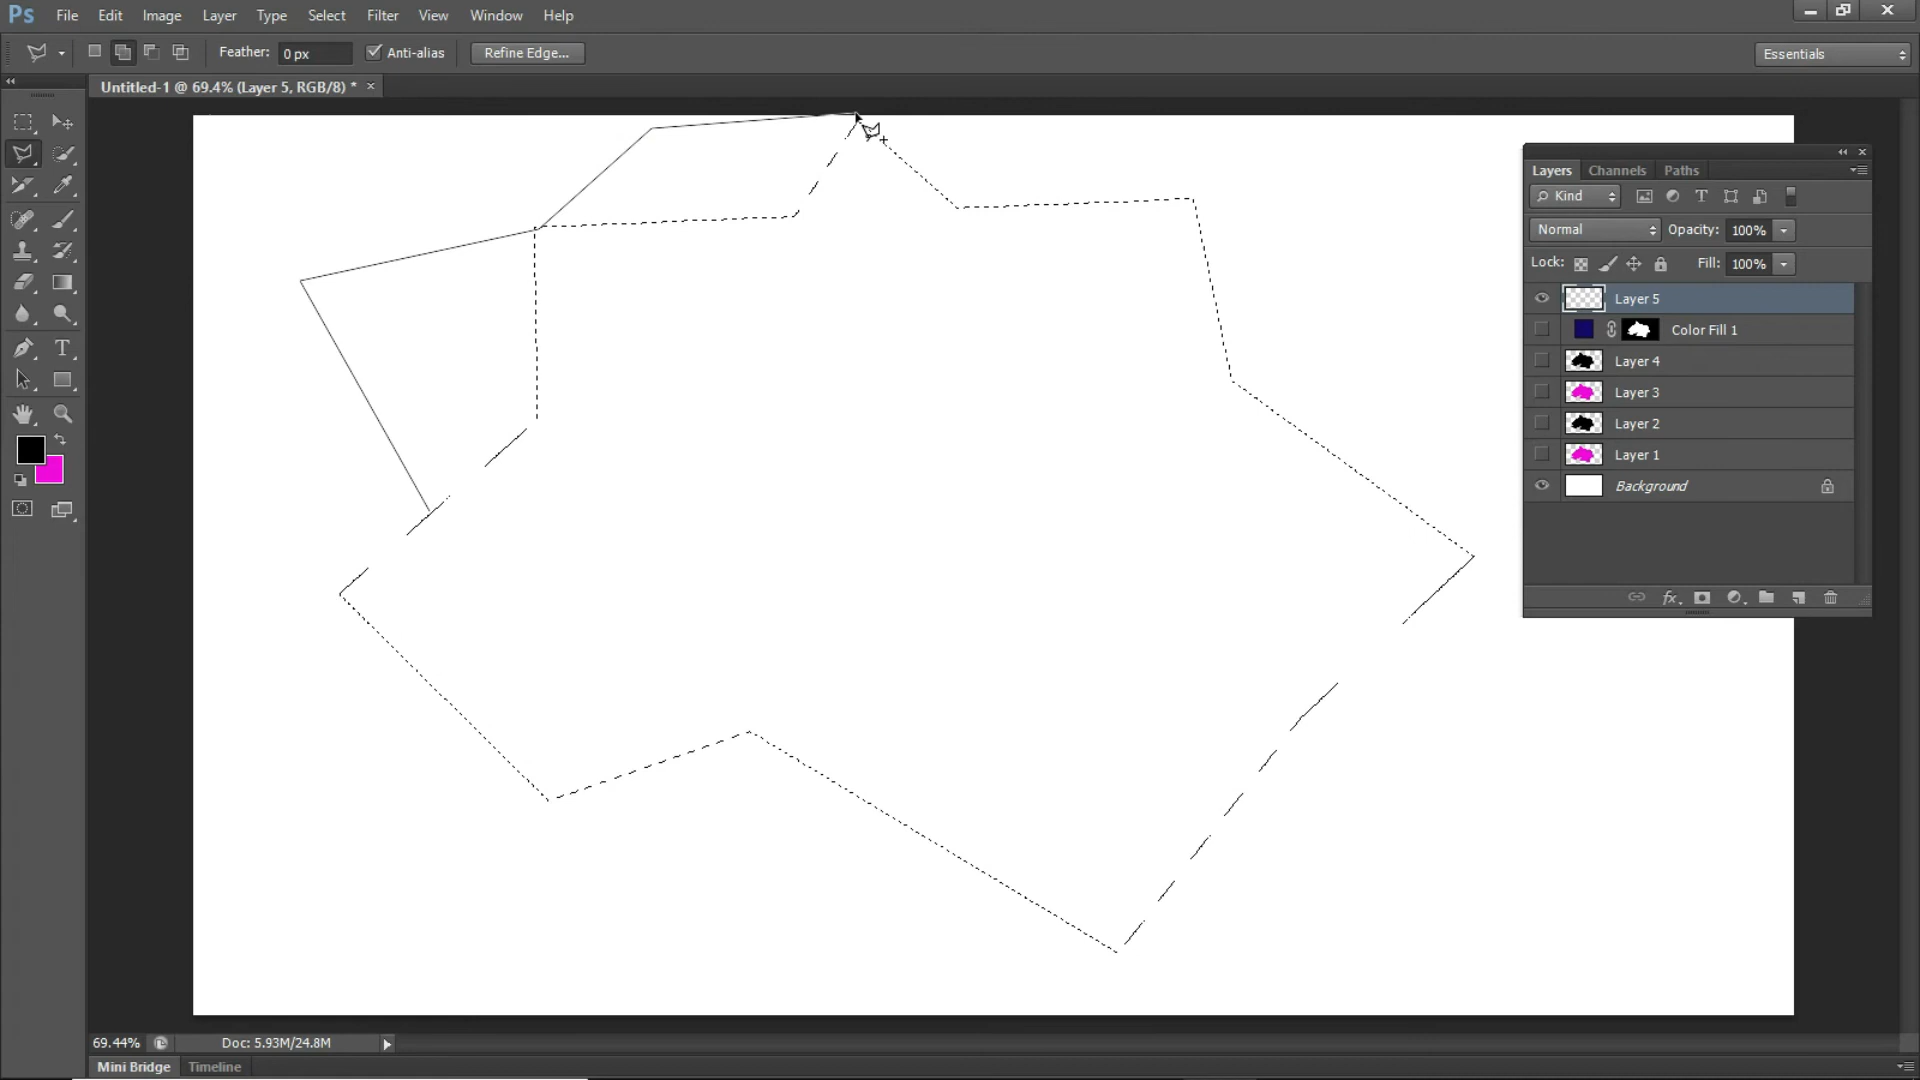 Ps File Edit Image Layer Type Select Filter View Window Help
Feather: 0 px Anti-alias Refine Edge... Essentials
Untitled-1 @ 69.4% (Layer 5, RGB/8) * ×
Layers Channels Paths
Kind
Normal Opacity: 100%
Lock: Fill: 100%
Layer 5
Color Fill 1
Layer 4
Layer 3
Layer 2
Layer 1
Background
fx
69.44% Doc: 5.93M/24.8M
Mini Bridge Timeline